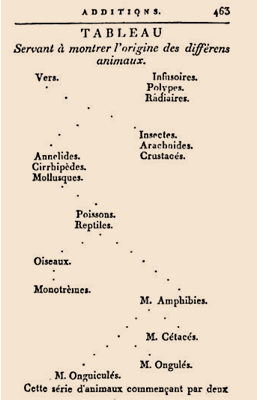 ADDITIONS. 463
TABLEAU
Servant à montrer l'origine des différens
animaux.
Vers. Infusoires.
Polypes.
Radiaires.
Insectes.
Arachnides.
Crustacés.
Annelides.
Cirrhipèdes.
Mollusques.
Poissons.
Reptiles.
Oiseaux.
Monotrèmes.
M. Amphibies.
M. Cétacés.
M. Ongulés.
M. Onguiculés.
Cette série d'animaux commençant par deux